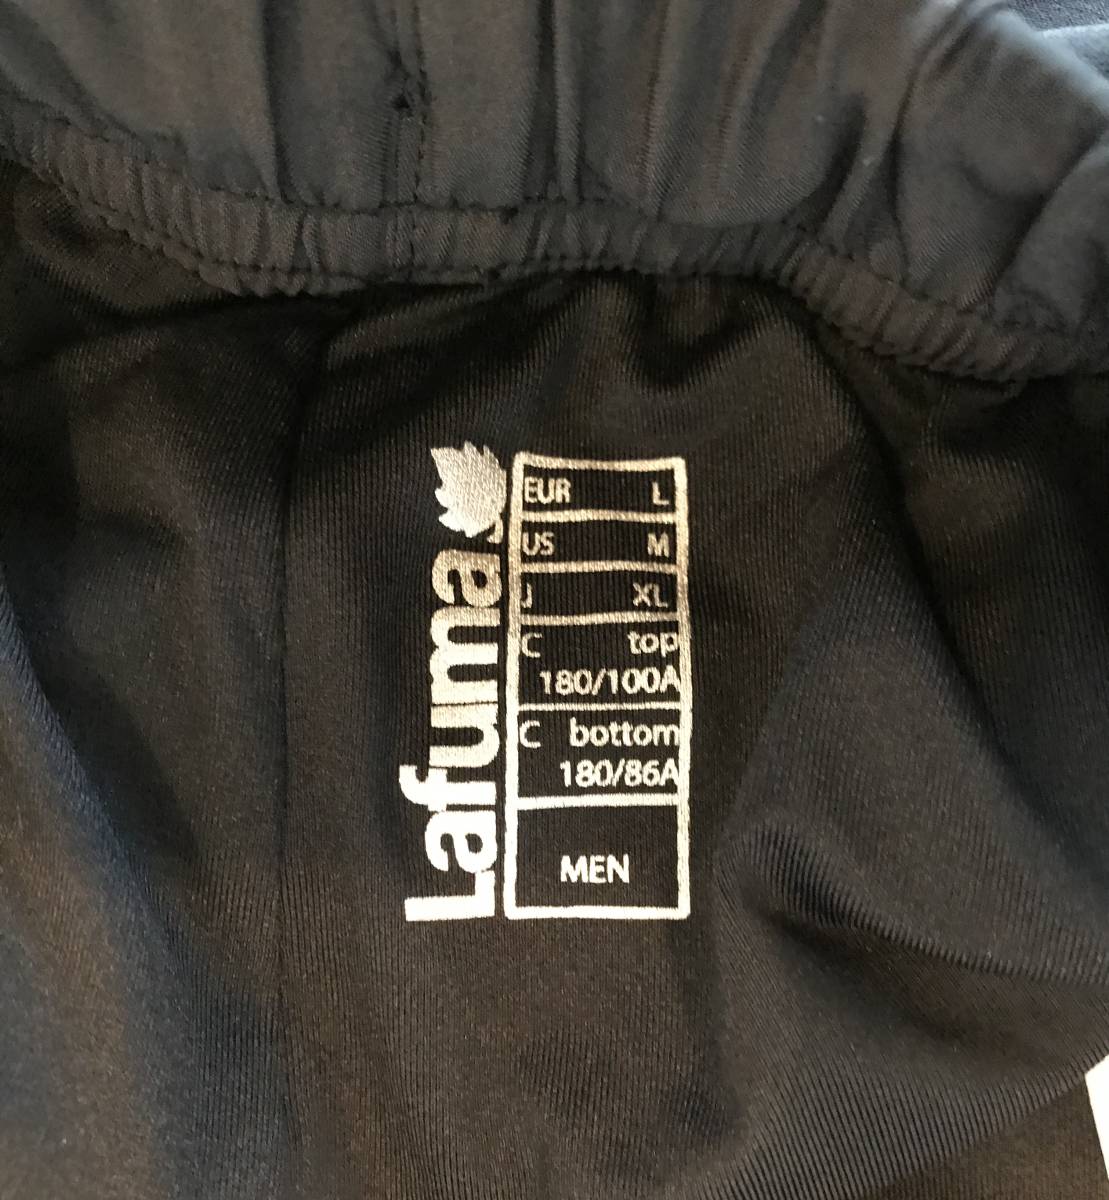 Lafuma
EUR L
US M
J XL
C top
180/100A
C bottom
180/86A
MEN